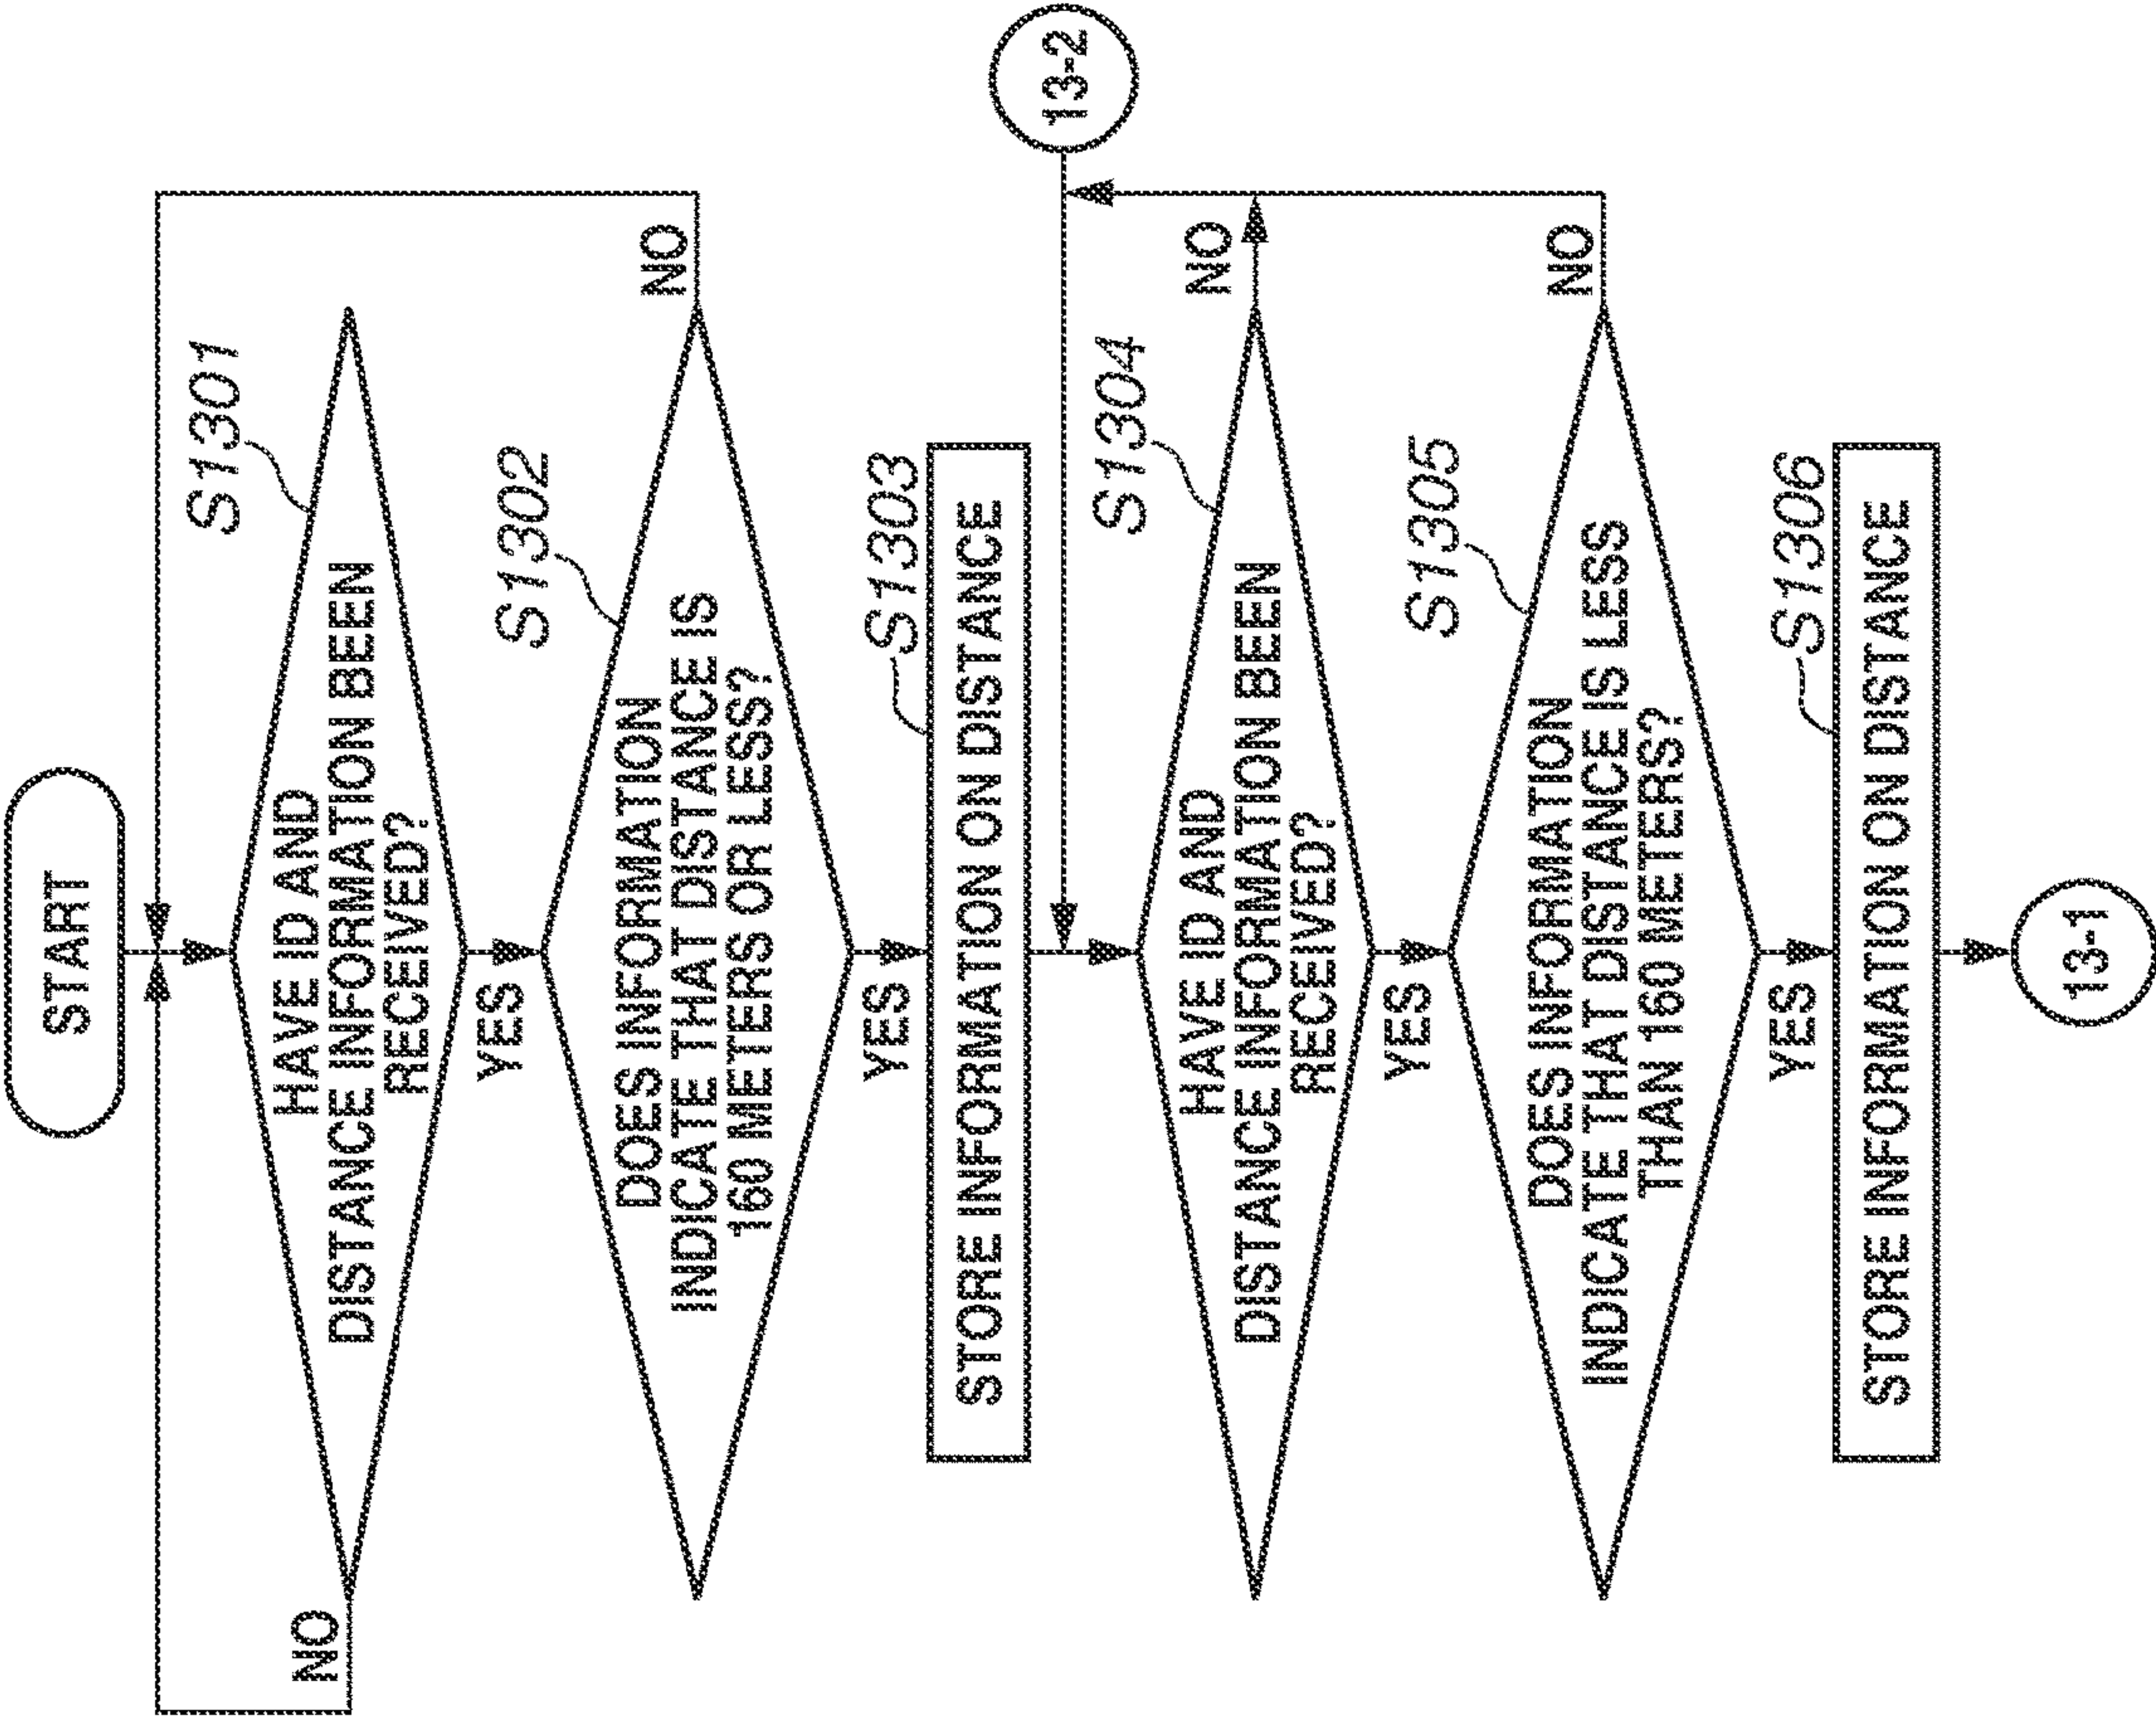 START
HAVE ID AND
DISTANCE INFORMATION BEEN
RECEIVED?
S1301
NO
YES
DOES INFORMATION
INDICATE THAT DISTANCE IS
160 METERS OR LESS?
S1302
NO
YES
STORE INFORMATION ON DISTANCE
S1303
13-2
HAVE ID AND
DISTANCE INFORMATION BEEN
RECEIVED?
S1304
NO
YES
DOES INFORMATION
INDICATE THAT DISTANCE IS LESS
THAN 160 METERS?
S1305
NO
YES
STORE INFORMATION ON DISTANCE
S1306
13-1